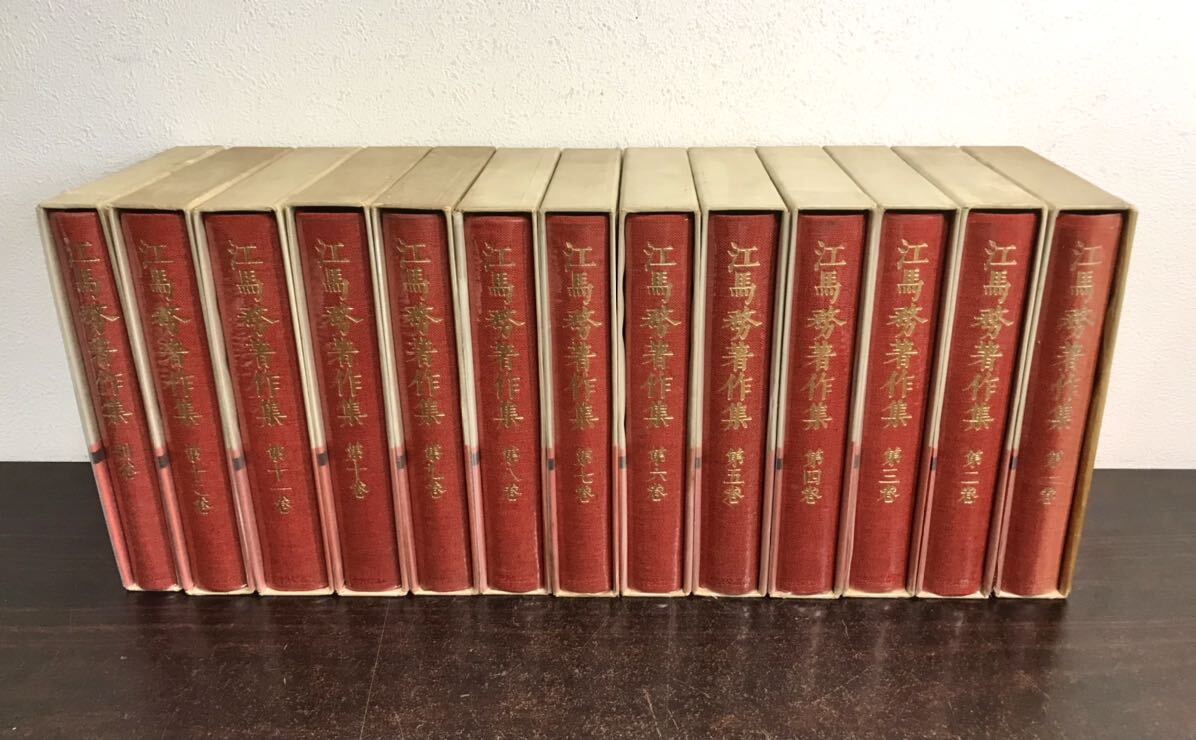 江馬務著作集 第一巻
江馬務著作集 第二巻
江馬務著作集 第三巻
江馬務著作集 第四巻
江馬務著作集 第五巻
江馬務著作集 第六巻
江馬務著作集 第七巻
江馬務著作集 第八巻
江馬務著作集 第九巻
江馬務著作集 第十巻
江馬務著作集 第十一巻
江馬務著作集 第十二巻
江馬務著作集 別巻